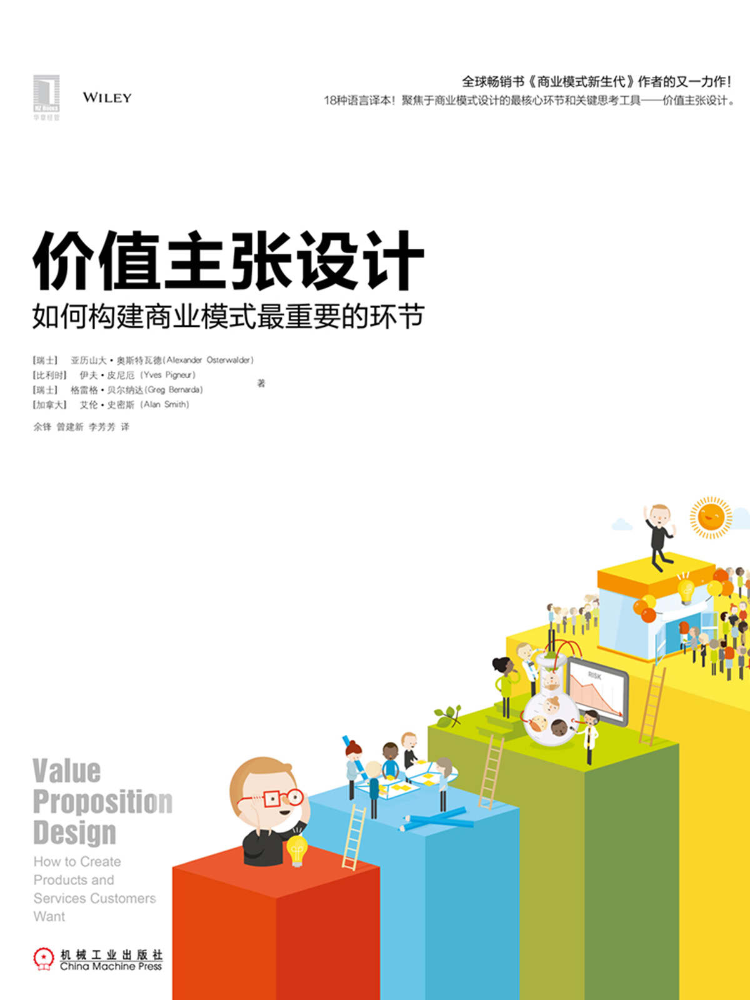 全球畅销书《商业模式新生代》作者的又一力作！
HZ Books
华章经管
WILEY
18种语言译本！聚焦于商业模式设计的最核心环节和关键思考工具——价值主张设计。
价值主张设计
如何构建商业模式最重要的环节
[瑞士] 亚历山大·奥斯特瓦德(Alexander Osterwalder)
[比利时] 伊夫·皮尼厄 (Yves Pigneur)
[瑞士] 格雷格·贝尔纳达(Greg Bernarda)
[加拿大] 艾伦·史密斯 (Alan Smith)
著
余锋 曾建新 李芳芳 译
RISK
Value
Proposition
Design
How to Create
Products and
Services Customers
Want
机械工业出版社
China Machine Press